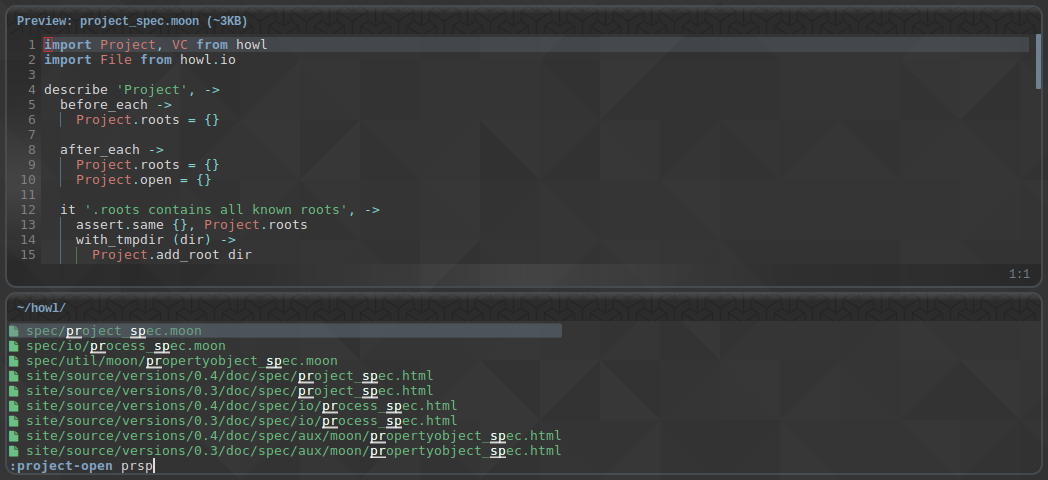 Preview: project_spec.moon (~3KB)
1 import Project, VC from howl
2 import File from howl.io
3
4 describe 'Project', ->
5   before_each ->
6     Project.roots = {}
7
8   after_each ->
9     Project.roots = {}
10     Project.open = {}
11
12   it '.roots contains all known roots', ->
13     assert.same {}, Project.roots
14     with_tmpdir (dir) ->
15       Project.add_root dir
1:1
~/howl/
spec/project_spec.moon
spec/io/process_spec.moon
spec/util/moon/propertyobject_spec.moon
site/source/versions/0.4/doc/spec/project_spec.html
site/source/versions/0.3/doc/spec/project_spec.html
site/source/versions/0.4/doc/spec/io/process_spec.html
site/source/versions/0.3/doc/spec/io/process_spec.html
site/source/versions/0.4/doc/spec/aux/moon/propertyobject_spec.html
site/source/versions/0.3/doc/spec/aux/moon/propertyobject_spec.html
:project-open prsp